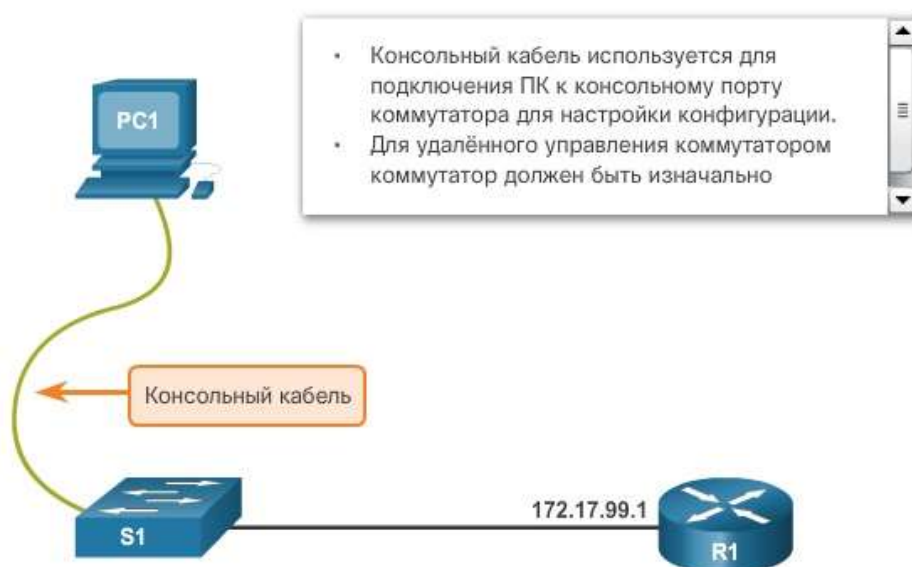 • Консольный кабель используется для
подключения ПК к консольному порту
коммутатора для настройки конфигурации.
• Для удалённого управления коммутатором
коммутатор должен быть изначально
PC1
Консольный кабель
172.17.99.1
S1
R1